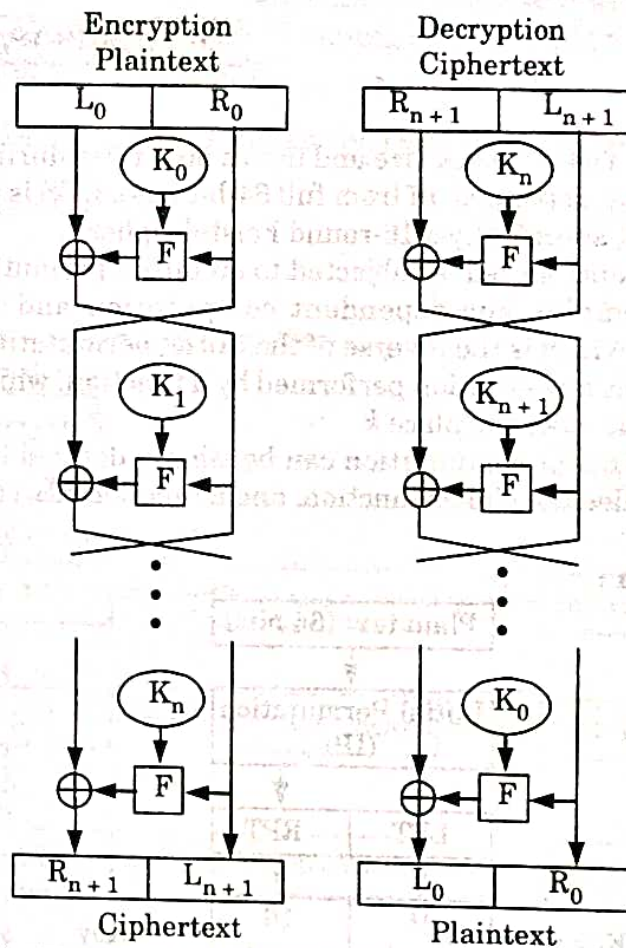 Encryption
Plaintext
L0 R0
K0
F
K1
F
Kn
F
Rn+1 Ln+1
Ciphertext
Decryption
Ciphertext
Rn+1 Ln+1
Kn
F
Kn+1
F
K0
F
L0 R0
Plaintext